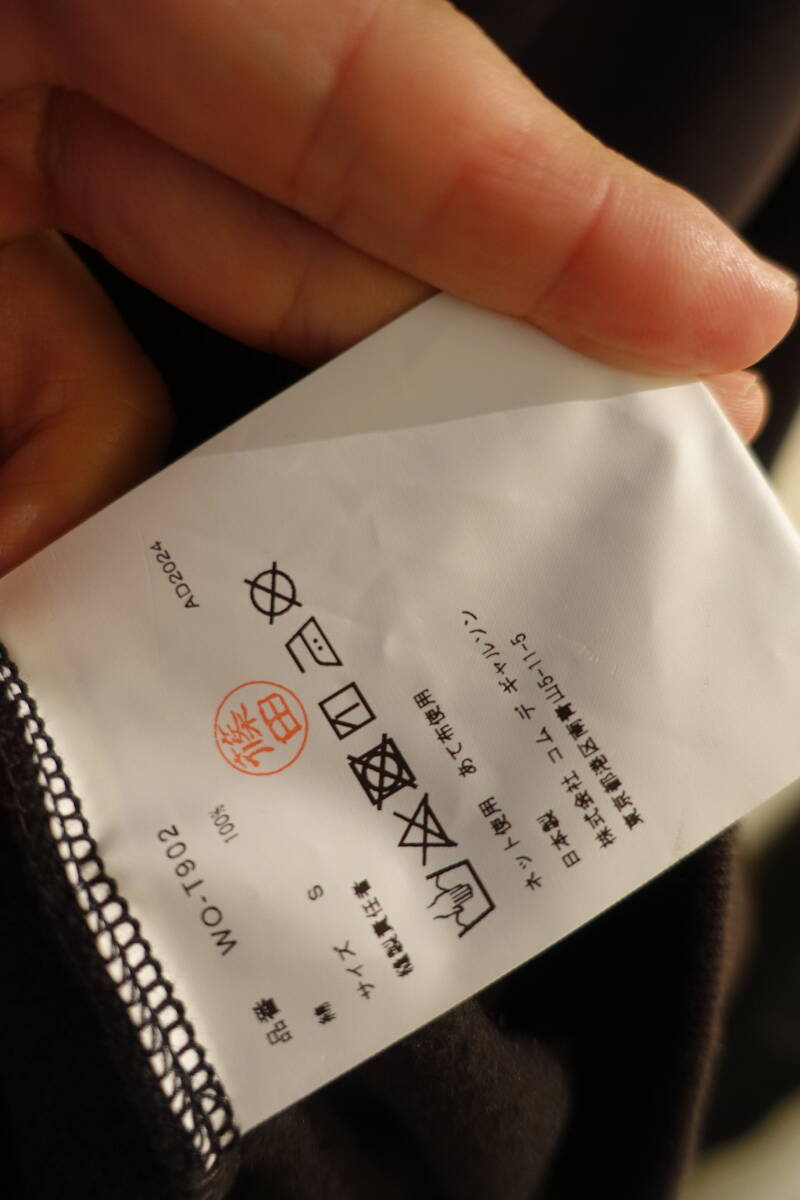 品番 WO-T902
綿 100%
サイズ S
縫製責任者
篠田
AD2024
ネット使用 あて布使用
日本製
株式会社 コム デ ギャルソン
東京都港区南青山5-11-5